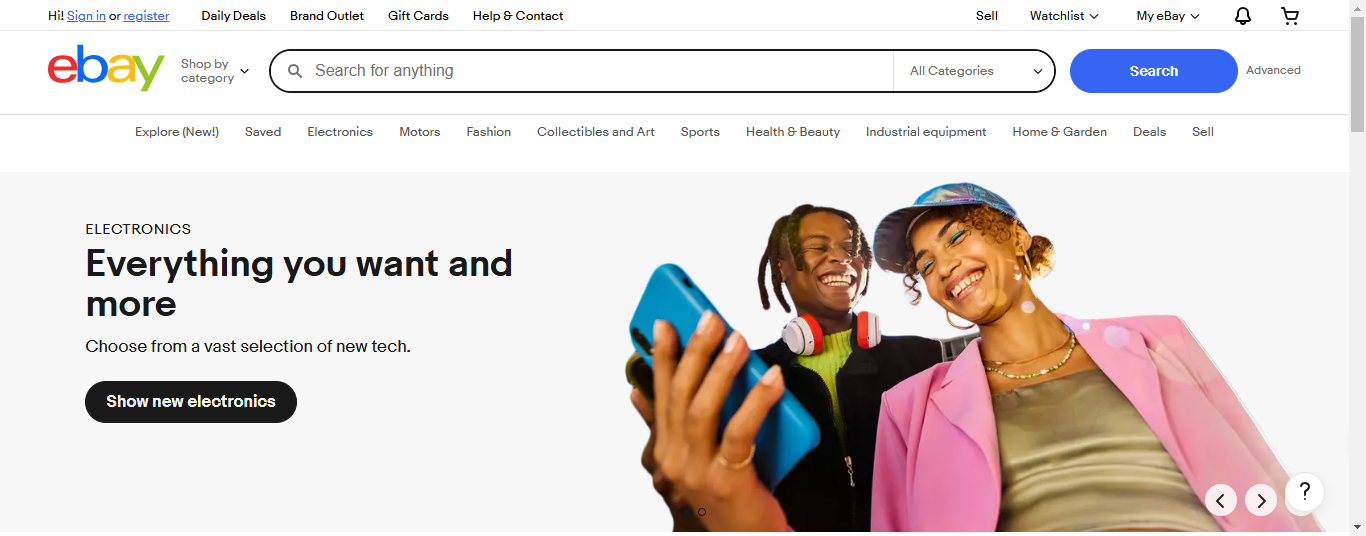 Hi! Sign in or register Daily Deals Brand Outlet Gift Cards Help & Contact Sell Watchlist My eBay
ebay
Shop by
category
Search for anything All Categories Search Advanced
Explore (New!) Saved Electronics Motors Fashion Collectibles and Art Sports Health & Beauty Industrial equipment Home & Garden Deals Sell
ELECTRONICS
Everything you want and
more
Choose from a vast selection of new tech.
Show new electronics
?